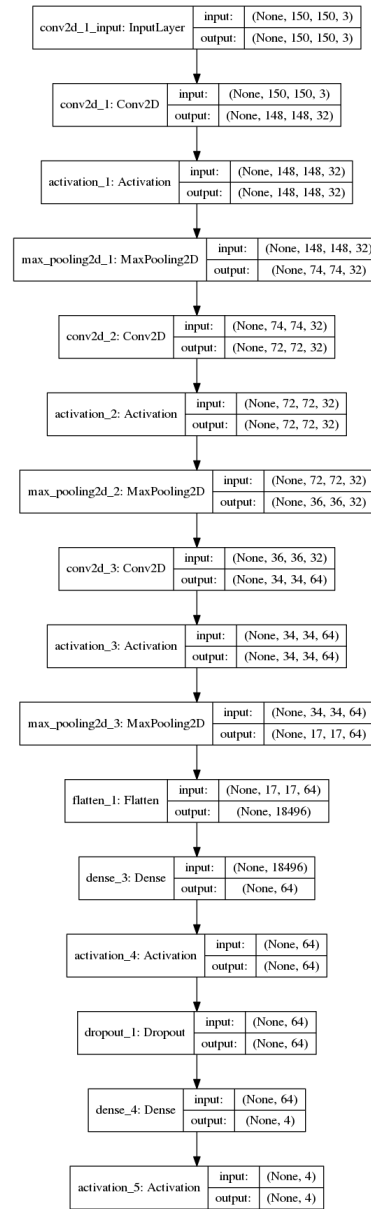 conv2d_1_input: InputLayer
input: (None, 150, 150, 3)
output: (None, 150, 150, 3)
conv2d_1: Conv2D
input: (None, 150, 150, 3)
output: (None, 148, 148, 32)
activation_1: Activation
input: (None, 148, 148, 32)
output: (None, 148, 148, 32)
max_pooling2d_1: MaxPooling2D
input: (None, 148, 148, 32)
output: (None, 74, 74, 32)
conv2d_2: Conv2D
input: (None, 74, 74, 32)
output: (None, 72, 72, 32)
activation_2: Activation
input: (None, 72, 72, 32)
output: (None, 72, 72, 32)
max_pooling2d_2: MaxPooling2D
input: (None, 72, 72, 32)
output: (None, 36, 36, 32)
conv2d_3: Conv2D
input: (None, 36, 36, 32)
output: (None, 34, 34, 64)
activation_3: Activation
input: (None, 34, 34, 64)
output: (None, 34, 34, 64)
max_pooling2d_3: MaxPooling2D
input: (None, 34, 34, 64)
output: (None, 17, 17, 64)
flatten_1: Flatten
input: (None, 17, 17, 64)
output: (None, 18496)
dense_3: Dense
input: (None, 18496)
output: (None, 64)
activation_4: Activation
input: (None, 64)
output: (None, 64)
dropout_1: Dropout
input: (None, 64)
output: (None, 64)
dense_4: Dense
input: (None, 64)
output: (None, 4)
activation_5: Activation
input: (None, 4)
output: (None, 4)